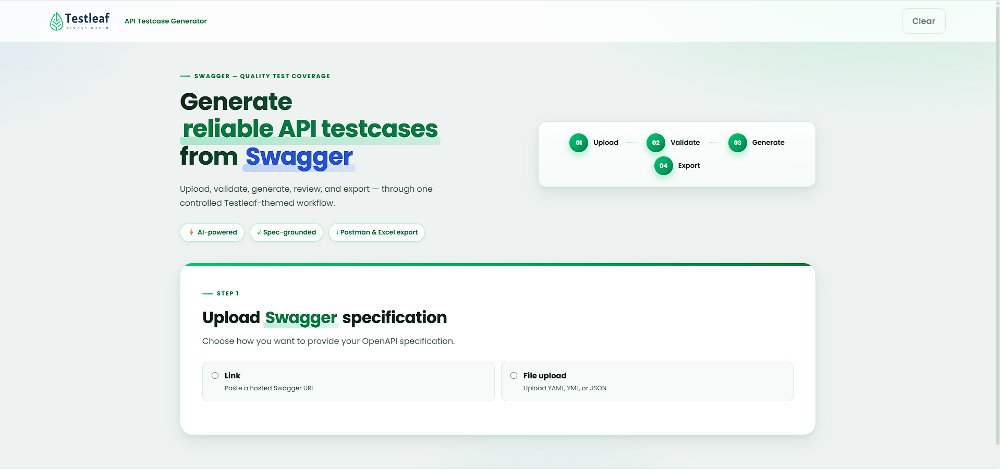 Testleaf
Always Ahead
API Testcase Generator
Clear
SWAGGER → QUALITY TEST COVERAGE
Generate
reliable API testcases
from Swagger
Upload, validate, generate, review, and export — through one
controlled Testleaf-themed workflow.
AI-powered
✓ Spec-grounded
↓ Postman & Excel export
01 Upload
02 Validate
03 Generate
04 Export
STEP 1
Upload Swagger specification
Choose how you want to provide your OpenAPI specification.
Link
Paste a hosted Swagger URL
File upload
Upload YAML, YML, or JSON